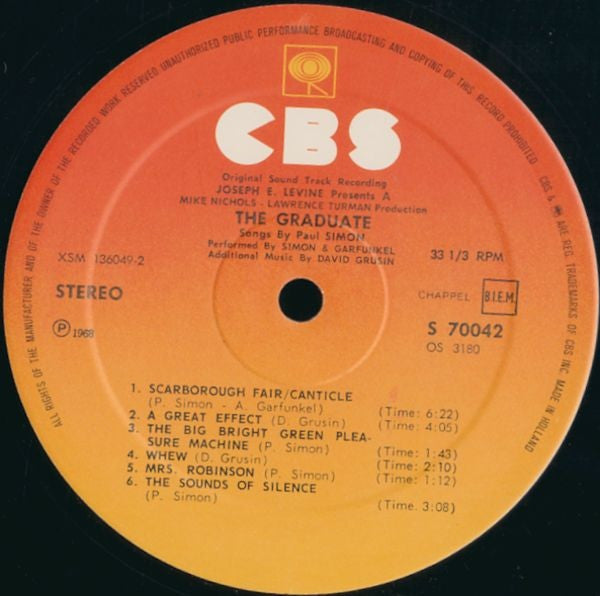 ALL RIGHTS OF THE MANUFACTURER AND OF THE OWNER OF THE RECORDED WORK RESERVED. UNAUTHORIZED PUBLIC PERFORMANCE BROADCASTING AND COPYING OF THIS RECORD PROHIBITED
CBS & ARE REG. TRADEMARKS OF CBS INC. MADE IN HOLLAND
CBS
Original Sound Track Recording
JOSEPH E. LEVINE Presents A
MIKE NICHOLS - LAWRENCE TURMAN Production
THE GRADUATE
Songs By Paul SIMON
Performed By SIMON & GARFUNKEL
Additional Music By DAVID GRUSIN
XSM 136049-2
33 1/3 RPM
STEREO
CHAPPEL B.I.E.M.
Ⓟ 1968
S 70042
OS 3180
1. SCARBOROUGH FAIR/CANTICLE
(P. Simon - A. Garfunkel) (Time: 6:22)
2. A GREAT EFFECT (D. Grusin) (Time: 4:05)
3. THE BIG BRIGHT GREEN PLEA-
SURE MACHINE (P. Simon) (Time: 1:43)
4. WHEW (D. Grusin) (Time: 2:10)
5. MRS. ROBINSON (P. Simon) (Time: 1:12)
6. THE SOUNDS OF SILENCE
(P. Simon) (Time. 3:08)